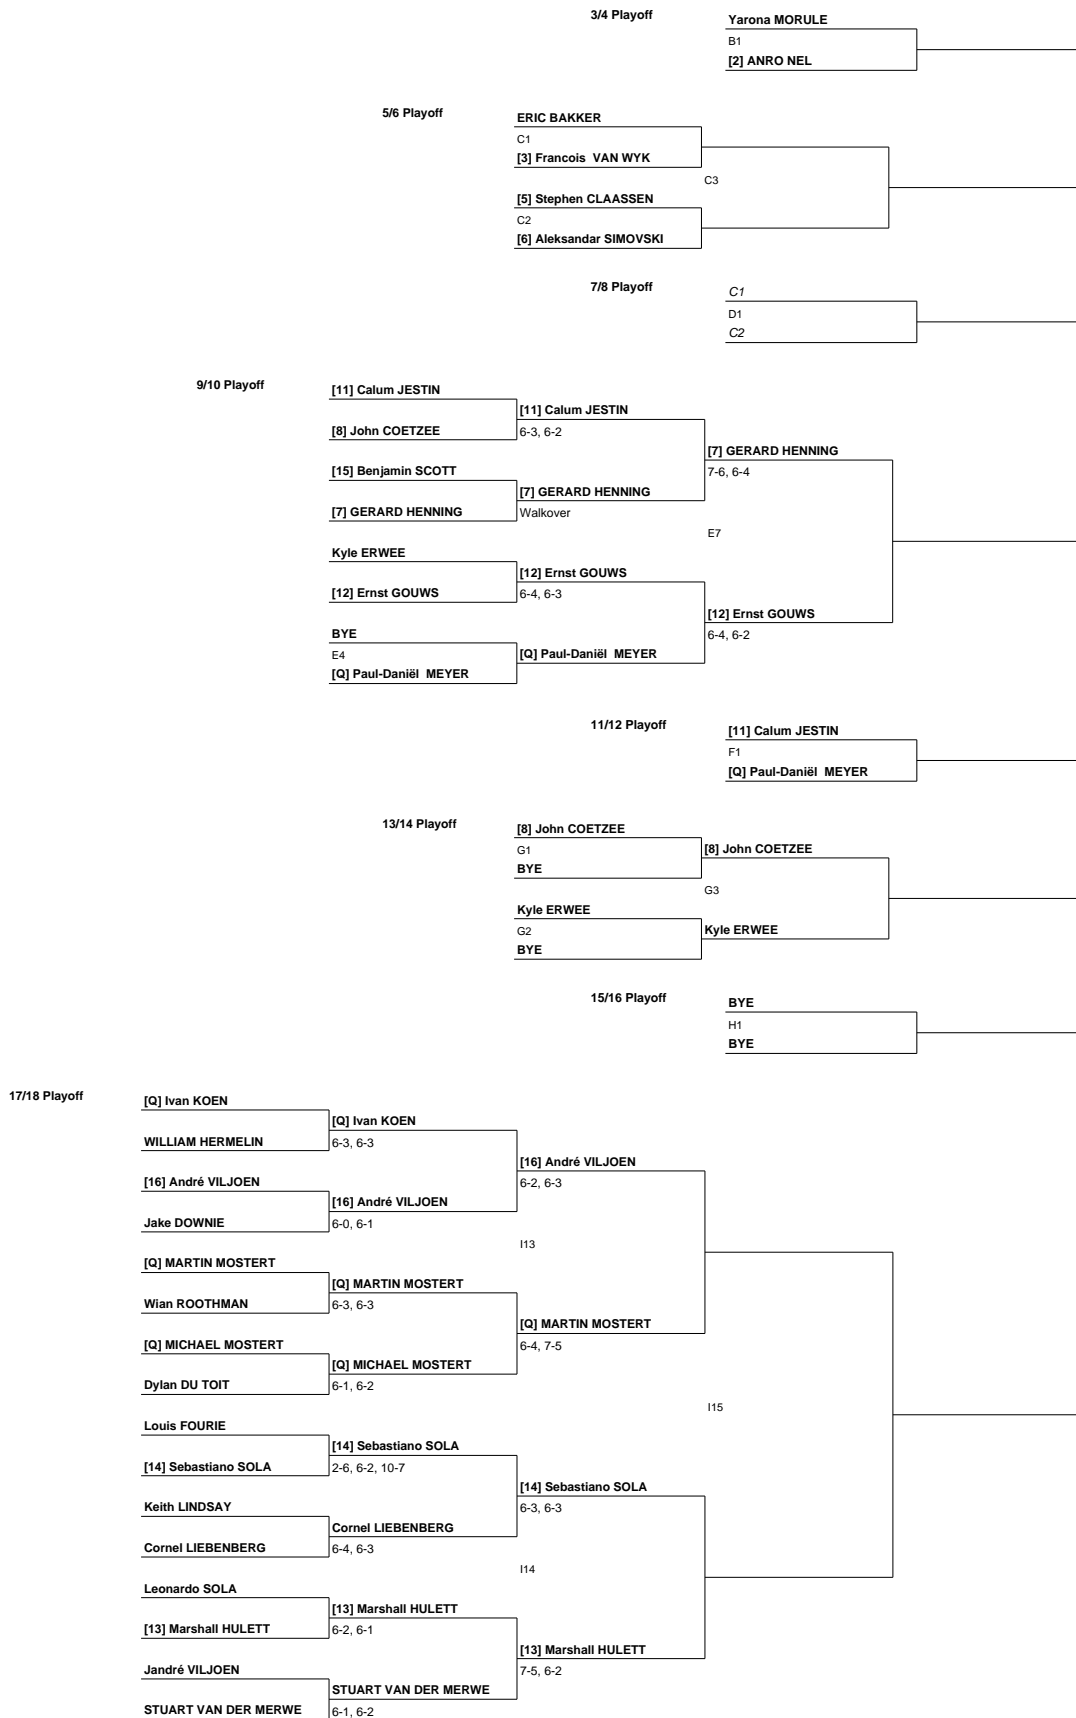 3/4 Playoff
Yarona MORULE
B1
[2] ANRO NEL
5/6 Playoff
ERIC BAKKER
C1
[3] Francois  VAN WYK
C3
[5] Stephen CLAASSEN
C2
[6] Aleksandar SIMOVSKI
7/8 Playoff
C1
D1
C2
9/10 Playoff
[11] Calum JESTIN
[11] Calum JESTIN
[8] John COETZEE
6-3, 6-2
[7] GERARD HENNING
[15] Benjamin SCOTT
7-6, 6-4
[7] GERARD HENNING
[7] GERARD HENNING
Walkover
E7
Kyle ERWEE
[12] Ernst GOUWS
[12] Ernst GOUWS
6-4, 6-3
[12] Ernst GOUWS
BYE
6-4, 6-2
E4
[Q] Paul-Daniël  MEYER
[Q] Paul-Daniël  MEYER
11/12 Playoff
[11] Calum JESTIN
F1
[Q] Paul-Daniël  MEYER
13/14 Playoff
[8] John COETZEE
G1
[8] John COETZEE
BYE
G3
Kyle ERWEE
G2
Kyle ERWEE
BYE
15/16 Playoff
BYE
H1
BYE
17/18 Playoff
[Q] Ivan KOEN
[Q] Ivan KOEN
WILLIAM HERMELIN
6-3, 6-3
[16] André VILJOEN
[16] André VILJOEN
6-2, 6-3
[16] André VILJOEN
Jake DOWNIE
6-0, 6-1
I13
[Q] MARTIN MOSTERT
[Q] MARTIN MOSTERT
Wian ROOTHMAN
6-3, 6-3
[Q] MARTIN MOSTERT
[Q] MICHAEL MOSTERT
6-4, 7-5
[Q] MICHAEL MOSTERT
Dylan DU TOIT
6-1, 6-2
I15
Louis FOURIE
[14] Sebastiano SOLA
[14] Sebastiano SOLA
2-6, 6-2, 10-7
[14] Sebastiano SOLA
Keith LINDSAY
6-3, 6-3
Cornel LIEBENBERG
Cornel LIEBENBERG
6-4, 6-3
I14
Leonardo SOLA
[13] Marshall HULETT
[13] Marshall HULETT
6-2, 6-1
[13] Marshall HULETT
Jandré VILJOEN
7-5, 6-2
STUART VAN DER MERWE
STUART VAN DER MERWE
6-1, 6-2